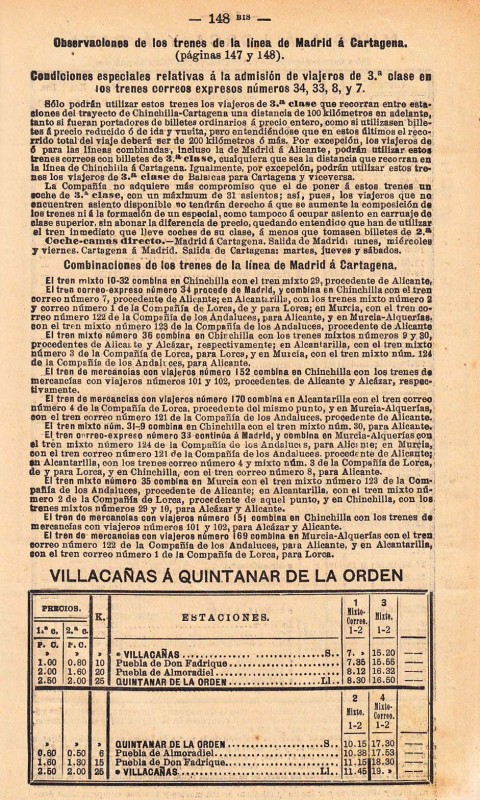 — 148 BIS —
Observaciones de los trenes de la línea de Madrid á Cartagena.
(páginas 147 y 148).
Condiciones especiales relativas á la admisión de viajeros de 3.ª clase en
los trenes correos expresos números 34, 33, 8, y 7.
Sólo podrán utilizar estos trenes los viajeros de 3.ª clase que recorran entre esta-
siones del trayecto de Chinchilla-Cartagena una distancia de 100 kilómetros en adelante,
tanto si fueran portadores de billetes ordinarios á precio entero, como si utilizasen bille-
tes á precio reducido ó de ida y vuelta, pero entendiéndose que en estos últimos el reco-
rrido total del viaje deberá ser de 200 kilómetros ó más. Por excepción, los viajeros de
ó para las líneas combinadas, incluso la de Madrid á Alicante, podrán utilizar estos
trenes correos con billetes de 3.ª clase, cualquiera que sea la distancia que recorran en
la línea de Chinchilla á Cartagena. Igualmente, por excepción, podrán utilizar estos tre-
nes los viajeros de 3.ª clase de Balsicas para Cartagena y viceversa.
La Compañía no adquiere más compromiso que el de poner á estos trenes un
coche de 3.ª clase, con un máximum de 81 asientos; así, pues, los viajeros que no
encuentren asiento disponible no tendrán derecho á que se aumente la composición de
los trenes ni á la formación de un especial, como tampoco á ocupar asiento en carruaje de
clase superior, sin abonar la diferencia de precio, quedando entendido que han de utilizar
el tren inmediato que lleve coches de su clase, á menos que tomasen billetes de 2.ª
Coche-camas directo.—Madrid á Cartagena. Salida de Madrid: lunes, miércoles
y viernes. Cartagena á Madrid. Salida de Cartagena: martes, jueves y sábados.
Combinaciones de los trenes de la línea de Madrid á Cartagena.
El tren mixto 10-32 combina en Chinchilla con el tren mixto 29, procedente de Alicante.
El tren correo-expreso número 34 procede de Madrid, y combina en Chinchilla con el tren
correo número 7, procedente de Alicante; en Alcantarilla, con los trenes mixto número 2
y correo número 1 de la Compañía de Lorca, de y para Lorca; en Murcia, con el tren co-
rreo número 122 de la Compañía de los Andaluces, para Alicante, y en Murcia-Alquerías,
con el tren mixto número 123 de la Compañía de los Andaluces, procedente de Alicante
El tren mixto número 36 combina en Chinchilla con los trenes mixtos números 9 y 30,
procedentes de Alicante y Alcázar, respectivamente; en Alcantarilla, con el tren mixto
número 3 de la Compañía de Lorca, para Lorca, y en Murcia, con el tren mixto núm. 124
de la Compañía de los Andaluces, para Alicante.
El tren de mercancías con viajeros número 152 combina en Chinchilla con los trenes de
mercancías con viajeros números 101 y 102, procedentes de Alicante y Alcázar, respec-
tivamente.
El tren de mercancías con viajeros número 170 combina en Alcantarilla con el tren correo
número 4 de la Compañía de Lorca, procedente del mismo punto, y en Murcia-Alquerías,
con el tren correo número 121 de la Compañía de los Andaluces, procedente de Alicante.
El tren mixto núm. 31-9 combina en Chinchilla con el tren mixto núm. 30, para Alicante.
El tren correo-expreso número 33 continúa á Madrid, y combina en Murcia-Alquerías con
el tren mixto número 124 de la Compañía de los Andaluces, para Alicante; en Murcia,
con el tren correo número 121 de la Compañía de los Andaluces. procedente de Alicante;
en Alcantarilla, con los trenes correo número 4 y mixto núm. 3 de la Compañía de Lorca,
de y para Lorca, y en Chinchilla, con el tren correo número 8, para Alicante.
El tren mixto número 35 combina en Murcia con el tren mixto número 123 de la Com-
pañía de los Andaluces, procedente de Alicante; en Alcantarilla, con el tren mixto nú-
mero 2 de la Compañía de Lorca, procedente de aquel punto, y en Chinchilla, con los
trenes mixtos números 29 y 10, para Alcázar y Alicante.
El tren de mercancías con viajeros número 151 combina en Chinchilla con los trenes de
mercancías con viajeros números 101 y 102, para Alcázar y Alicante.
El tren de mercancías con viajeros número 169 combina en Murcia-Alquerías con el tren
correo número 122 de la Compañía de los Andaluces, para Alicante, y en Alcantarilla,
con el tren correo número 1 de la Compañía de Lorca, para Lorca.
VILLACAÑAS Á QUINTANAR DE LA ORDEN
PRECIOS. K. ESTACIONES. 1 Mixto-Correo. 1-2 3 Mixto. 1-2
1.ª c. 2.ª c.
P. C. P. C.
» » » • VILLACAÑAS S.. 7. » 15.20
1.00 0.80 10 Puebla de Don Fadrique 7.35 15.55
2.00 1.60 20 Puebla de Almoradiel 8.12 16.32
2.50 2.00 25 QUINTANAR DE LA ORDEN Ll. 8.30 16.50
2 Mixto. 1-2 4 Mixto-Correo. 1-2
» » » QUINTANAR DE LA ORDEN S.. 10.15 17.30
0.60 0.50 6 Puebla de Almoradiel 10.38 17.53
1.60 1.30 15 Puebla de Don Fadrique 11.15 18.30
2.50 2.00 25 • VILLACAÑAS Ll. 11.45 19. »